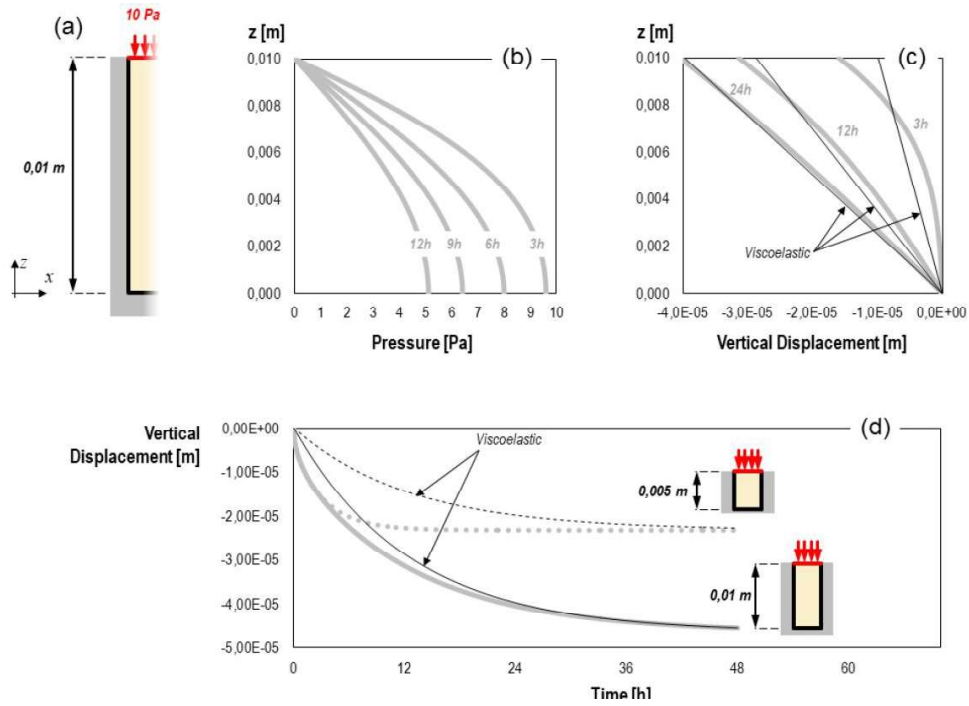 (a)
10 Pa
0,01 m
z
x
z [m]
(b)
0,010
0,008
0,006
0,004
0,002
0,000
12h
9h
6h
3h
0 1 2 3 4 5 6 7 8 9 10
Pressure [Pa]
z [m]
(c)
0,010
0,008
0,006
0,004
0,002
0,000
24h
12h
3h
Viscoelastic
-4,0E-05 -3,0E-05 -2,0E-05 -1,0E-05 0,0E+00
Vertical Displacement [m]
Vertical
Displacement [m]
(d)
0,00E+00
-1,00E-05
-2,00E-05
-3,00E-05
-4,00E-05
-5,00E-05
Viscoelastic
0,005 m
0,01 m
0 12 24 36 48 60
Time [h]